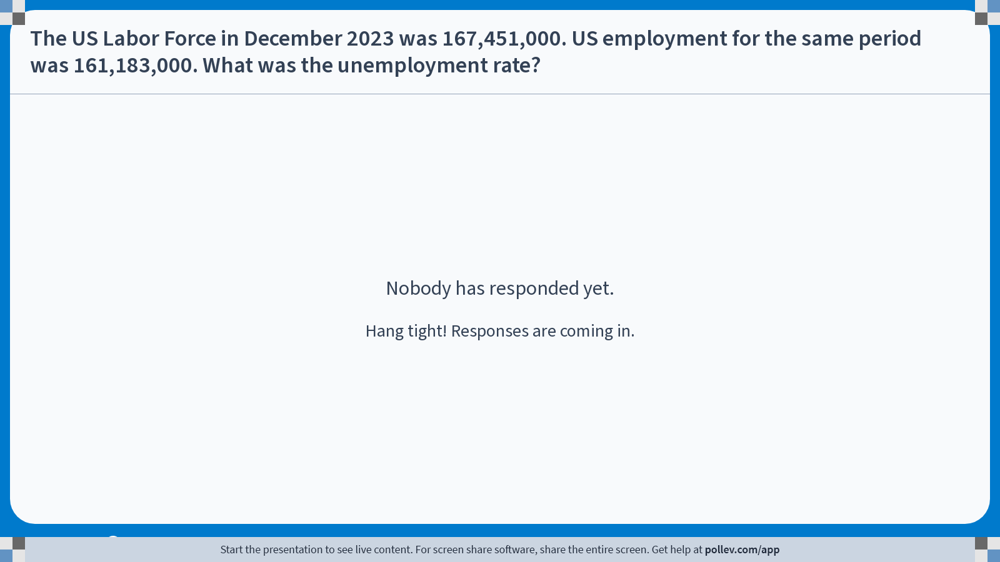 The US Labor Force in December 2023 was 167,451,000. US employment for the same period
was 161,183,000. What was the unemployment rate?
Nobody has responded yet.
Hang tight! Responses are coming in.
Start the presentation to see live content. For screen share software, share the entire screen. Get help at pollev.com/app